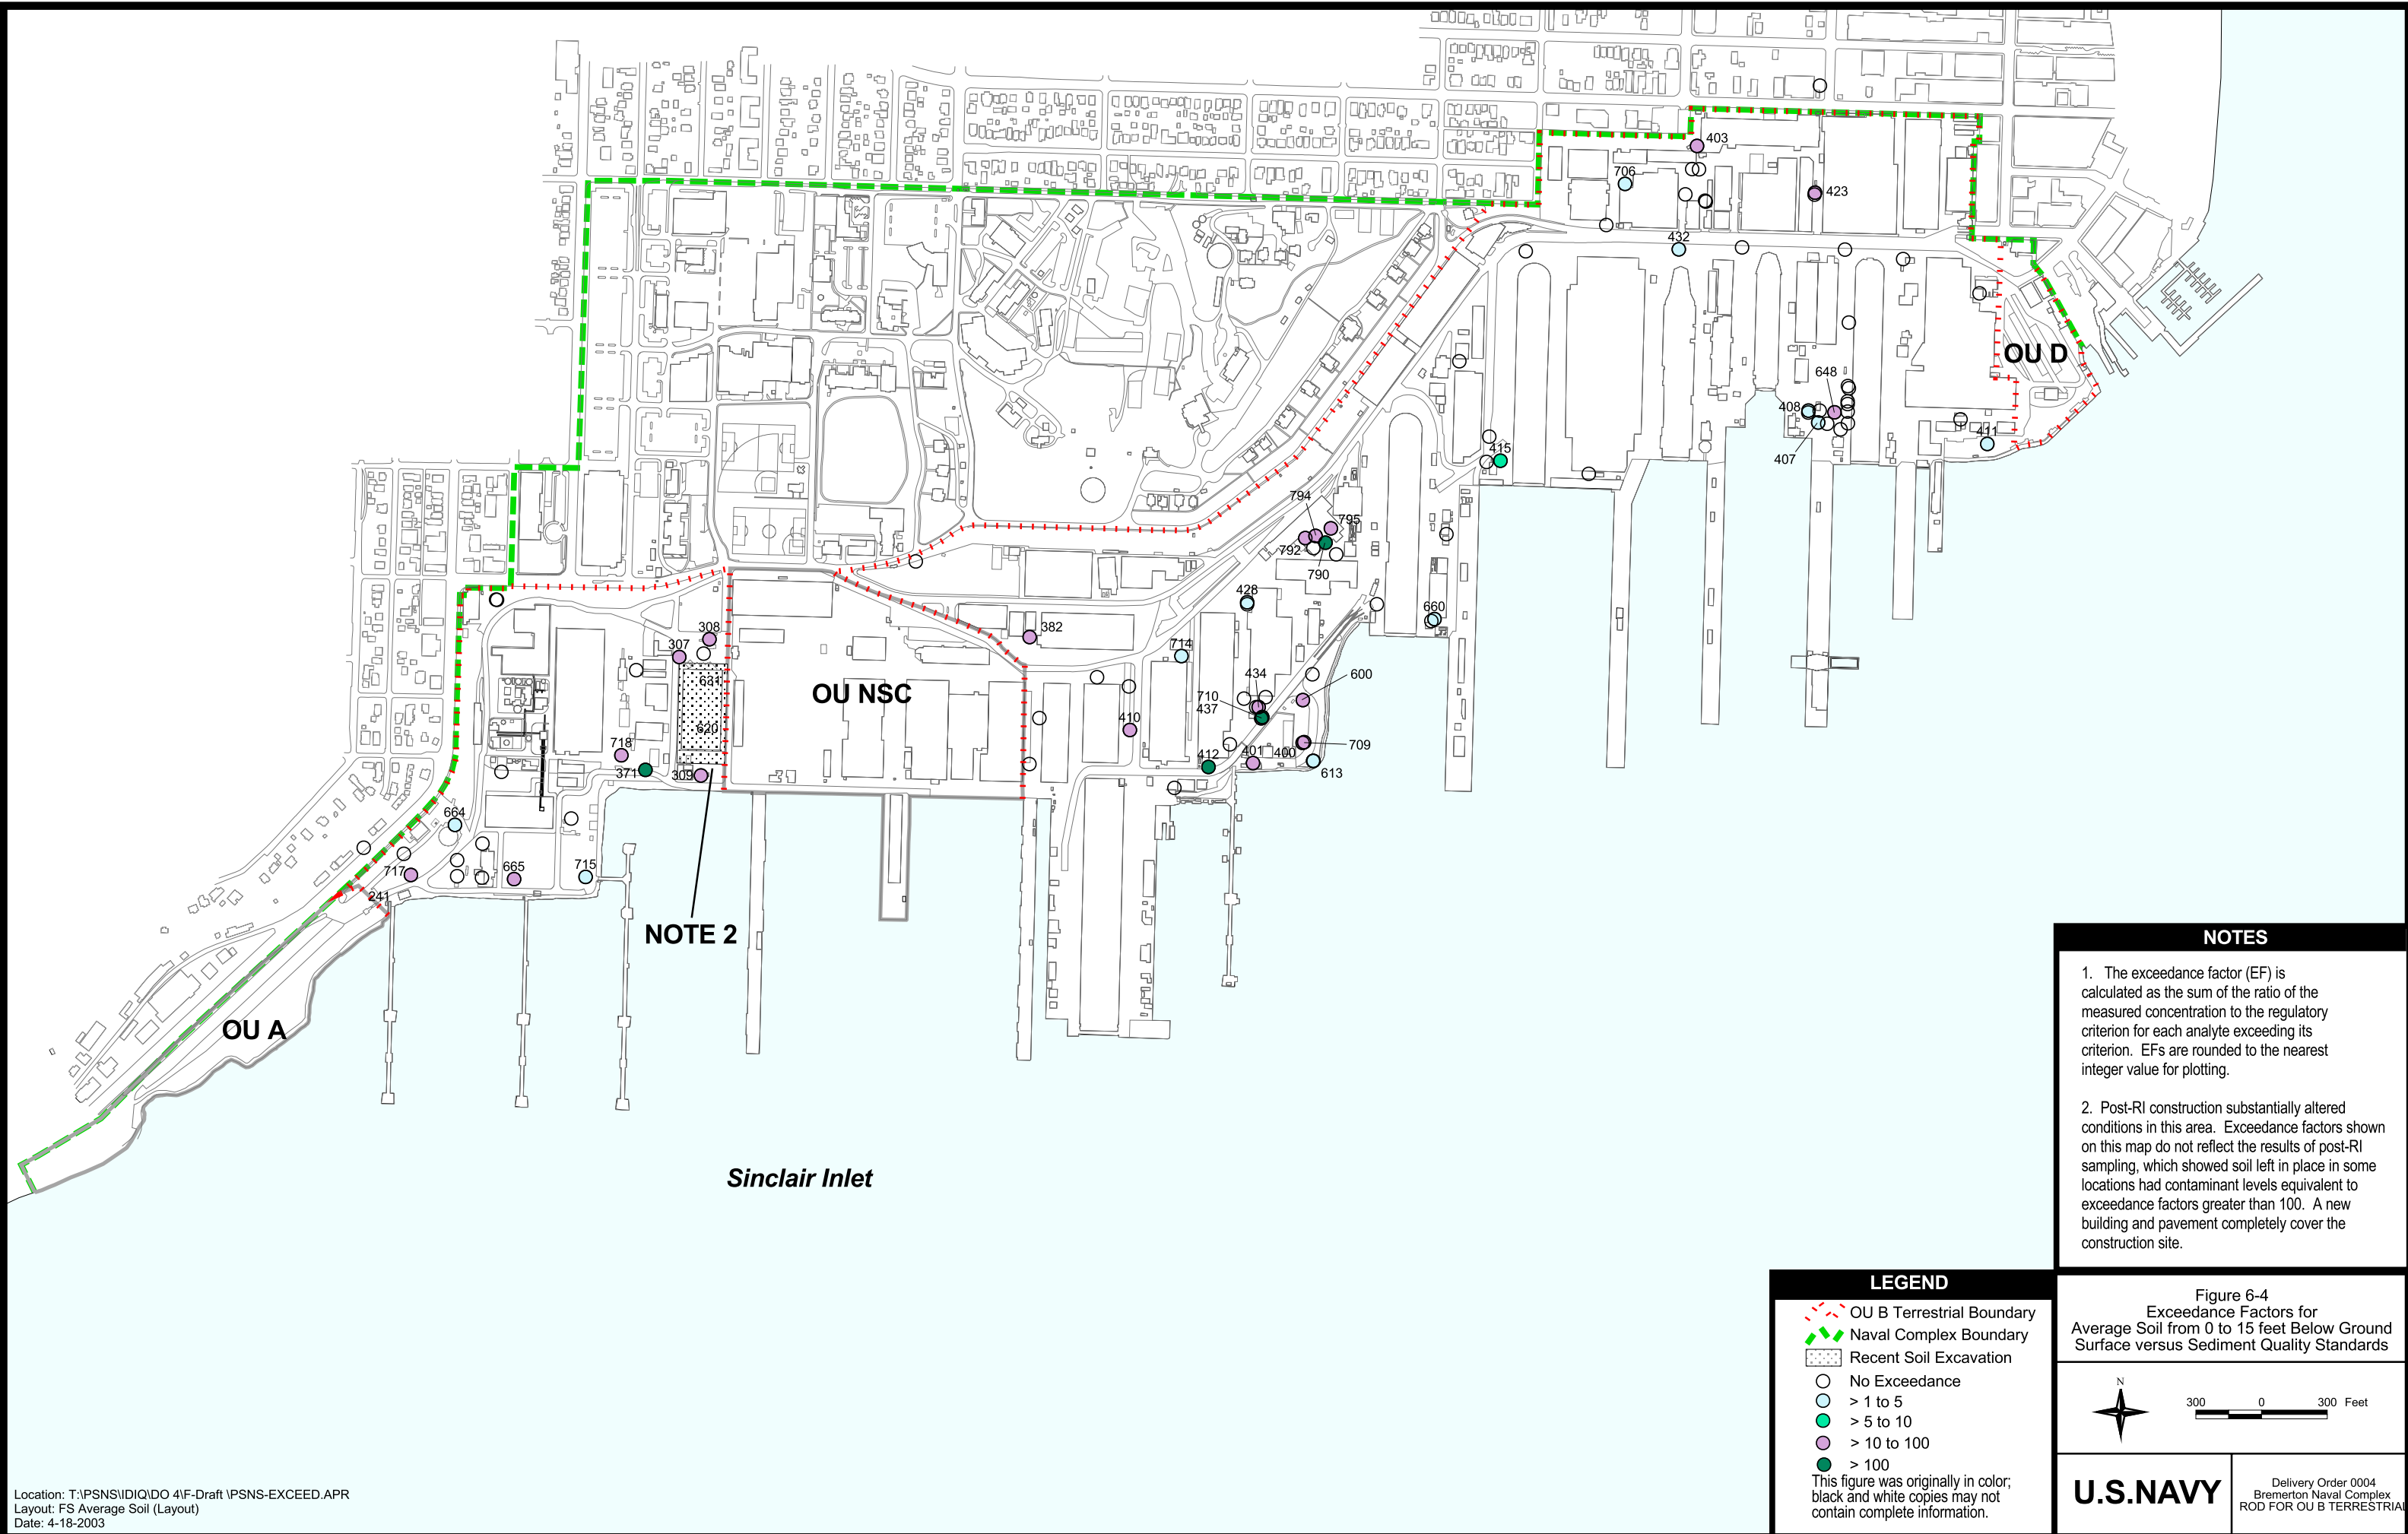 403
706
423
432
OU D
648
408
407
411
415
794
795
792
790
428
660
308
307
382
714
631
OU NSC
434
600
710
437
620
410
718
371
309
412
401
400
709
613
664
717
665
715
241
NOTE 2
OU A
Sinclair Inlet
NOTES
1. The exceedance factor (EF) is
calculated as the sum of the ratio of the
measured concentration to the regulatory
criterion for each analyte exceeding its
criterion. EFs are rounded to the nearest
integer value for plotting.
2. Post-RI construction substantially altered
conditions in this area. Exceedance factors shown
on this map do not reflect the results of post-RI
sampling, which showed soil left in place in some
locations had contaminant levels equivalent to
exceedance factors greater than 100. A new
building and pavement completely cover the
construction site.
LEGEND
OU B Terrestrial Boundary
Naval Complex Boundary
Recent Soil Excavation
No Exceedance
> 1 to 5
> 5 to 10
> 10 to 100
> 100
This figure was originally in color;
black and white copies may not
contain complete information.
Figure 6-4
Exceedance Factors for
Average Soil from 0 to 15 feet Below Ground
Surface versus Sediment Quality Standards
N
300 0 300 Feet
U.S.NAVY
Delivery Order 0004
Bremerton Naval Complex
ROD FOR OU B TERRESTRIAL
Location: T:\PSNS\IDIQ\DO 4\F-Draft \PSNS-EXCEED.APR
Layout: FS Average Soil (Layout)
Date: 4-18-2003